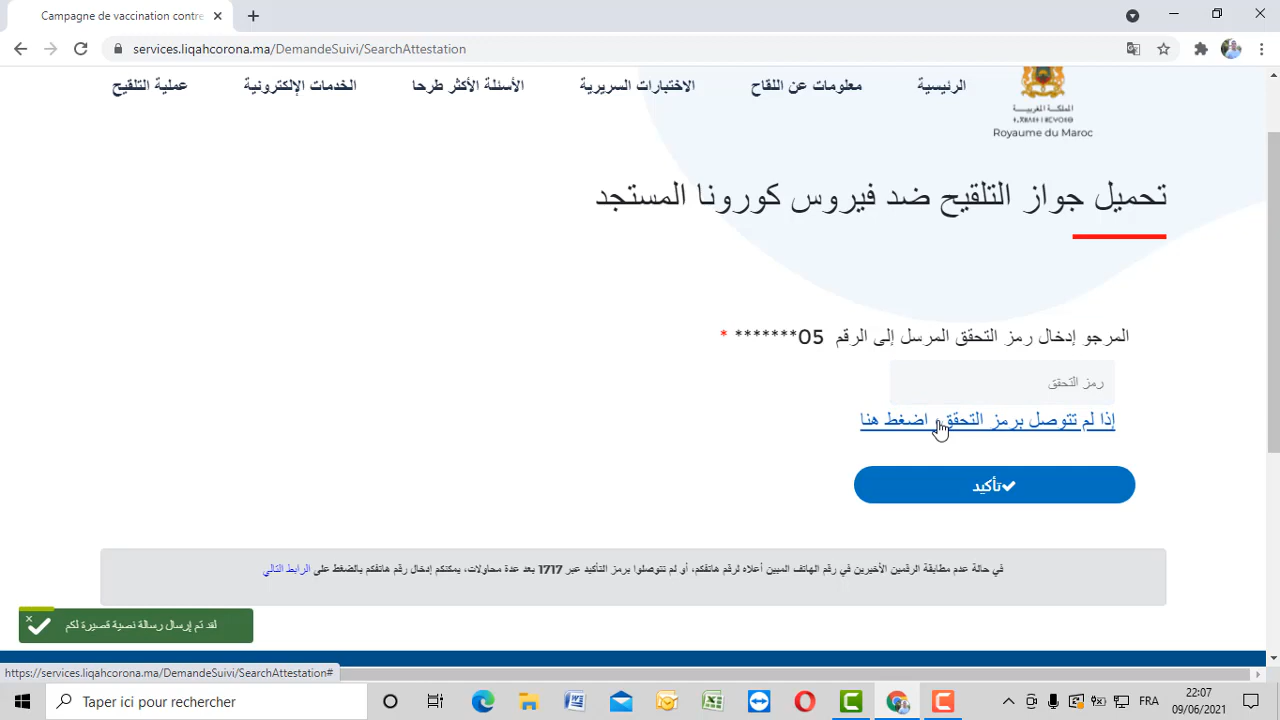 Campagne de vaccination contre
services.liqahcorona.ma/DemandeSuivi/SearchAttestation
الرئيسية
معلومات عن اللقاح
الاختبارات السريرية
الأسئلة الأكثر طرحا
الخدمات الإلكترونية
عملية التلقيح
المملكة المغربية
ⵜⴰⴳⵍⴷⵉⵜ ⵏ ⵍⵎⵖⵔⵉⴱ
Royaume du Maroc
تحميل جواز التلقيح ضد فيروس كورونا المستجد
المرجو إدخال رمز التحقق المرسل إلى الرقم 05******* *
رمز التحقق
إذا لم تتوصل برمز التحقق اضغط هنا
تأكيد
في حالة عدم مطابقة الرقمين الأخيرين في رقم الهاتف المبين أعلاه لرقم هاتفكم، أو لم تتوصلوا برمز التأكيد عبر 1717 بعد عدة محاولات، يمكنكم إدخال رقم هاتفكم بالضغط على الرابط التالي
لقد تم إرسال رسالة نصية قصيرة لكم
https://services.liqahcorona.ma/DemandeSuivi/SearchAttestation#
Taper ici pour rechercher
FRA
22:07
09/06/2021